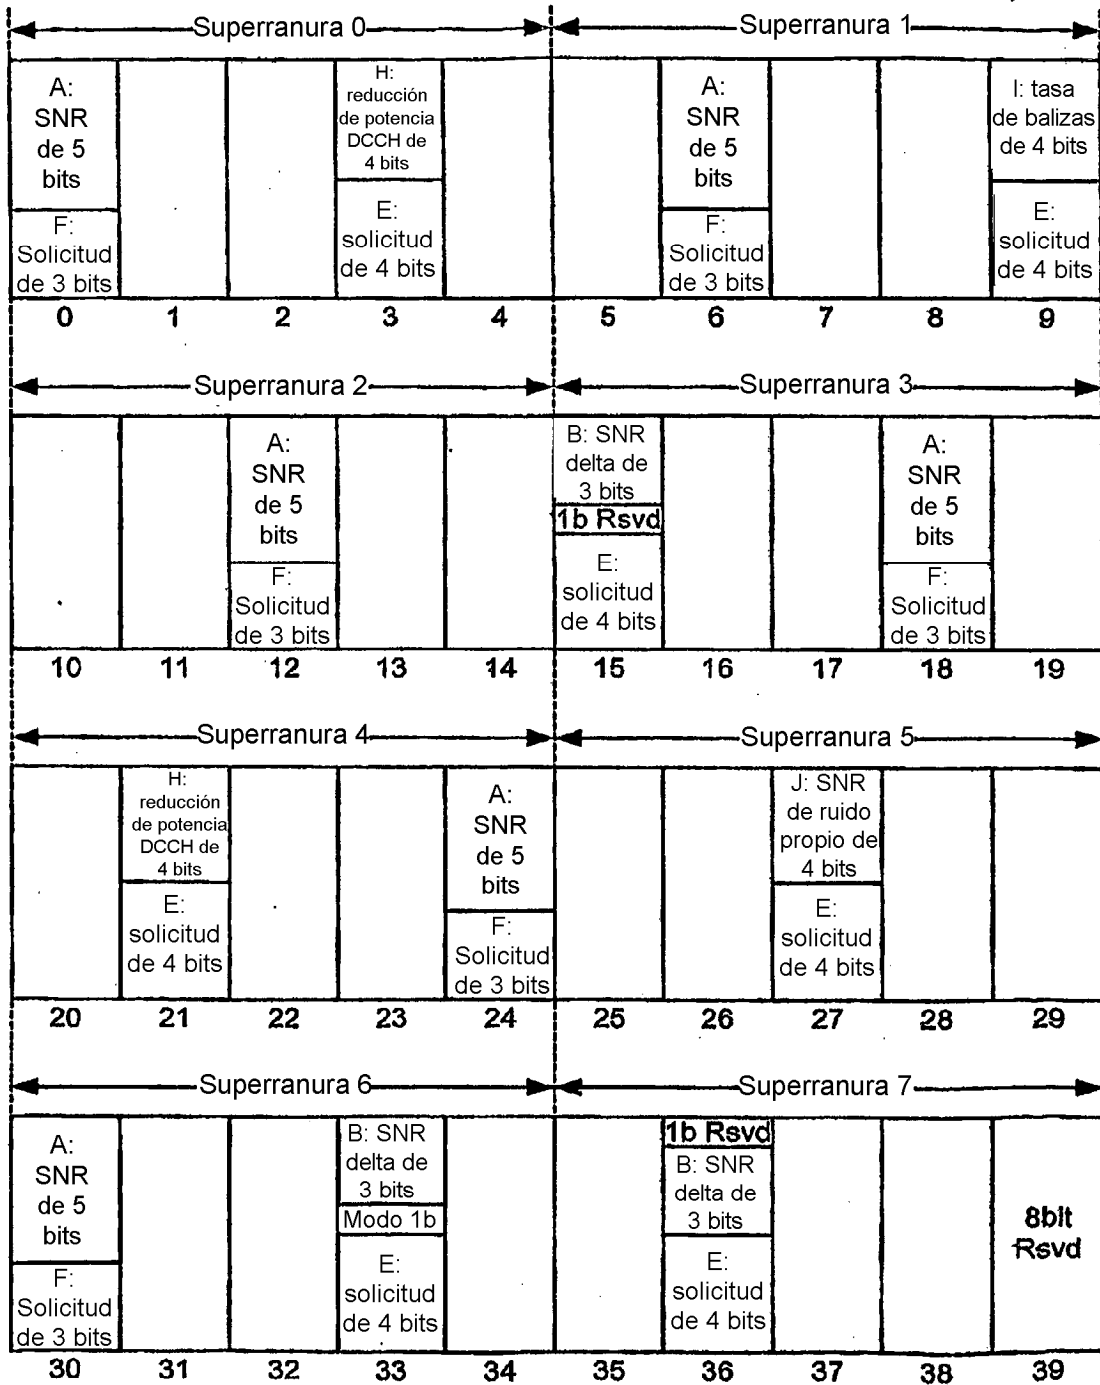 Superranura 0
Superranura 1
A:
SNR
de 5
bits
F:
Solicitud
de 3 bits
H:
reducción
de potencia
DCCH de
4 bits
E:
solicitud
de 4 bits
A:
SNR
de 5
bits
F:
Solicitud
de 3 bits
I: tasa
de balizas
de 4 bits
E:
solicitud
de 4 bits
0 1 2 3 4 5 6 7 8 9
Superranura 2
Superranura 3
A:
SNR
de 5
bits
F:
Solicitud
de 3 bits
B: SNR
delta de
3 bits
1b Rsvd
E:
solicitud
de 4 bits
A:
SNR
de 5
bits
F:
Solicitud
de 3 bits
10 11 12 13 14 15 16 17 18 19
Superranura 4
Superranura 5
H:
reducción
de potencia
DCCH de
4 bits
E:
solicitud
de 4 bits
A:
SNR
de 5
bits
F:
Solicitud
de 3 bits
J: SNR
de ruido
propio de
4 bits
E:
solicitud
de 4 bits
20 21 22 23 24 25 26 27 28 29
Superranura 6
Superranura 7
A:
SNR
de 5
bits
F:
Solicitud
de 3 bits
B: SNR
delta de
3 bits
Modo 1b
E:
solicitud
de 4 bits
1b Rsvd
B: SNR
delta de
3 bits
E:
solicitud
de 4 bits
8bit
Rsvd
30 31 32 33 34 35 36 37 38 39